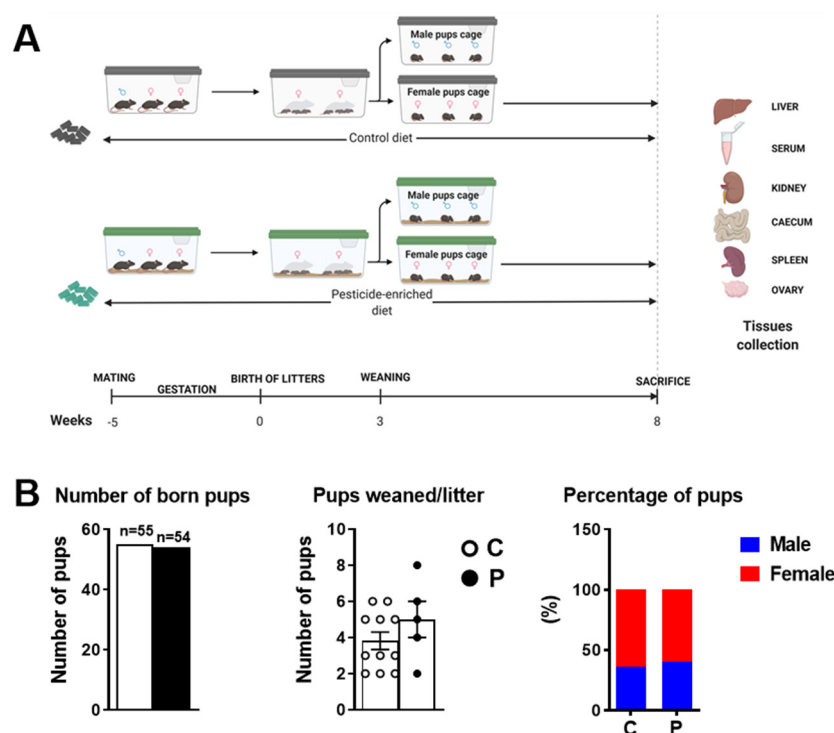 A
Male pups cage
♂ ♀ ♀
♀ ♀
♂ ♂ ♂
Female pups cage
♀ ♀ ♀
Control diet
Male pups cage
♂ ♀ ♀
♀ ♀
♂ ♂ ♂
Female pups cage
♀ ♀ ♀
Pesticide-enriched
diet
LIVER
SERUM
KIDNEY
CAECUM
SPLEEN
OVARY
Tissues
collection
MATING
GESTATION
BIRTH OF LITTERS
WEANING
SACRIFICE
Weeks
-5
0
3
8
B
Number of born pups
Number of pups
60
40
20
0
n=55
n=54
Pups weaned/litter
Number of pups
10
8
6
4
2
0
C
P
Percentage of pups
(%)
150
100
50
0
C
P
Male
Female